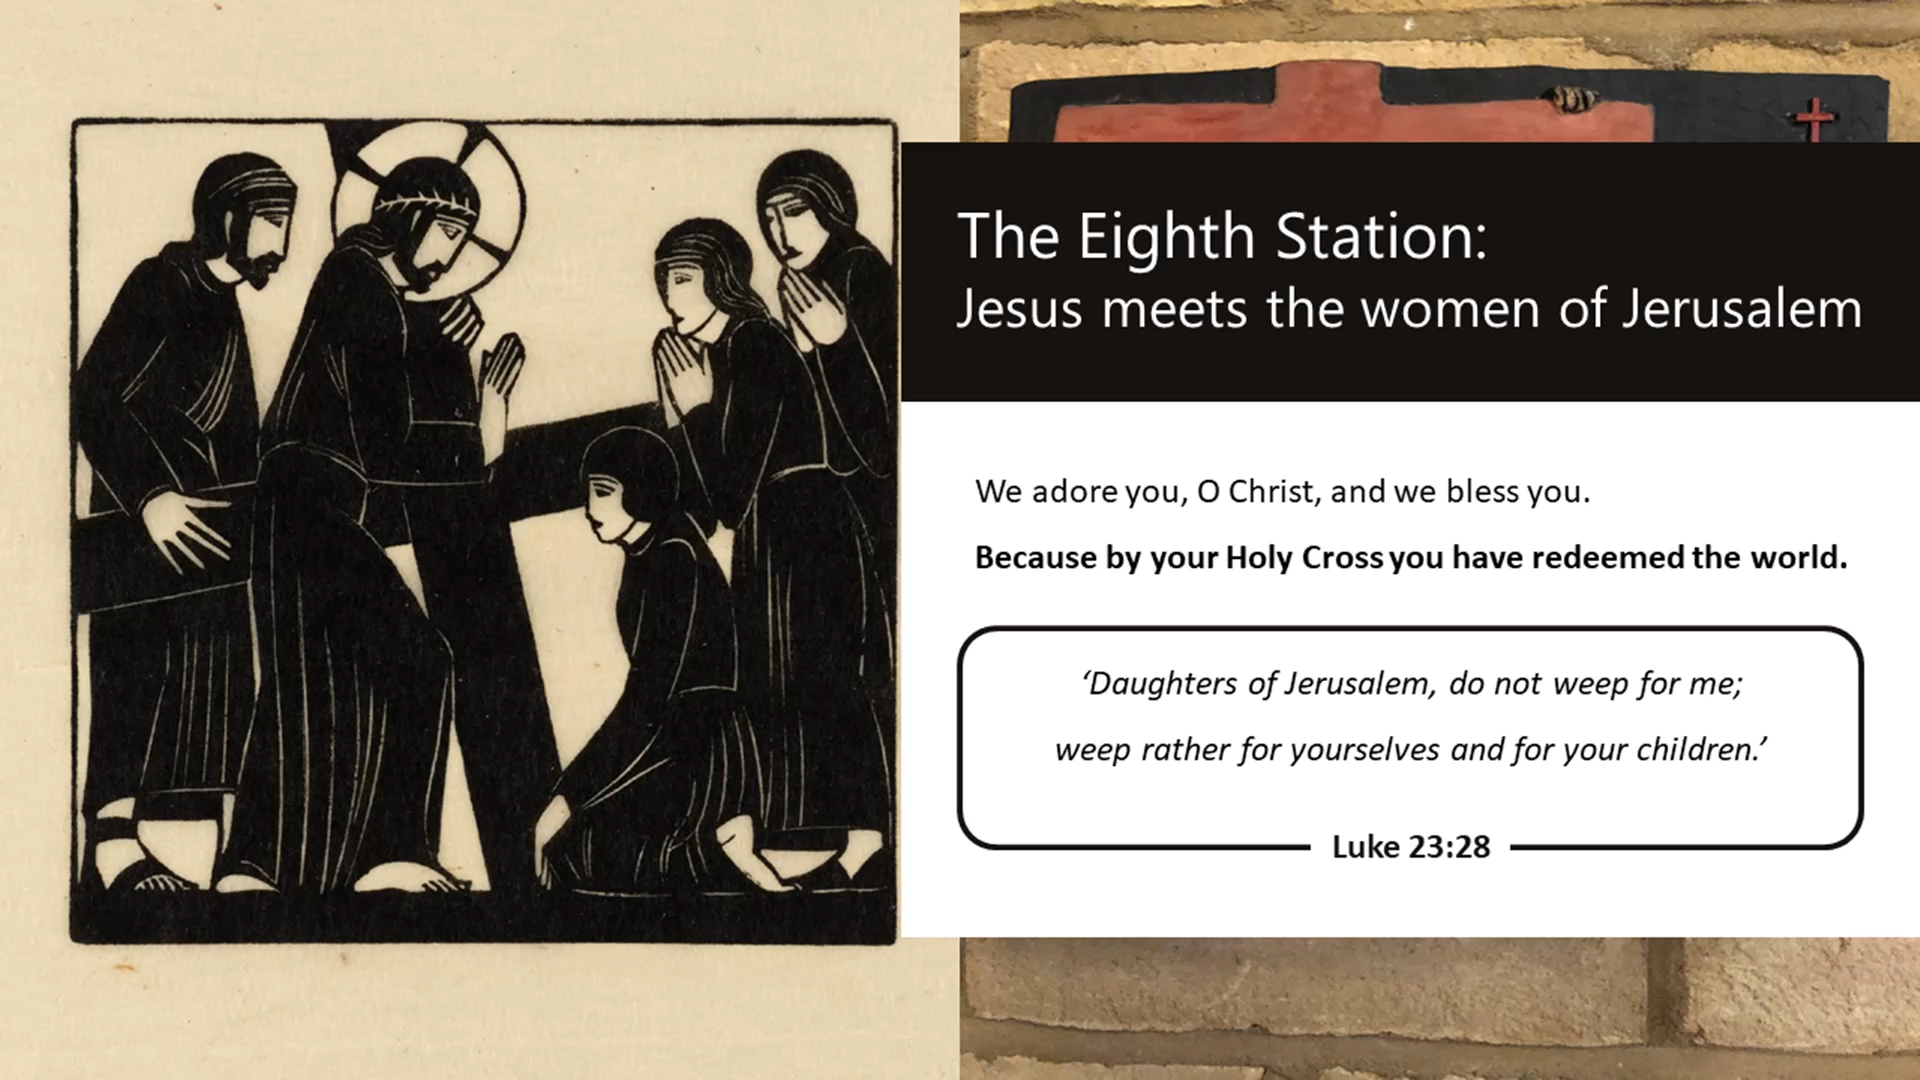 The Eighth Station:
Jesus meets the women of Jerusalem
We adore you, O Christ, and we bless you.
Because by your Holy Cross you have redeemed the world.
‘Daughters of Jerusalem, do not weep for me;
weep rather for yourselves and for your children.’
Luke 23:28